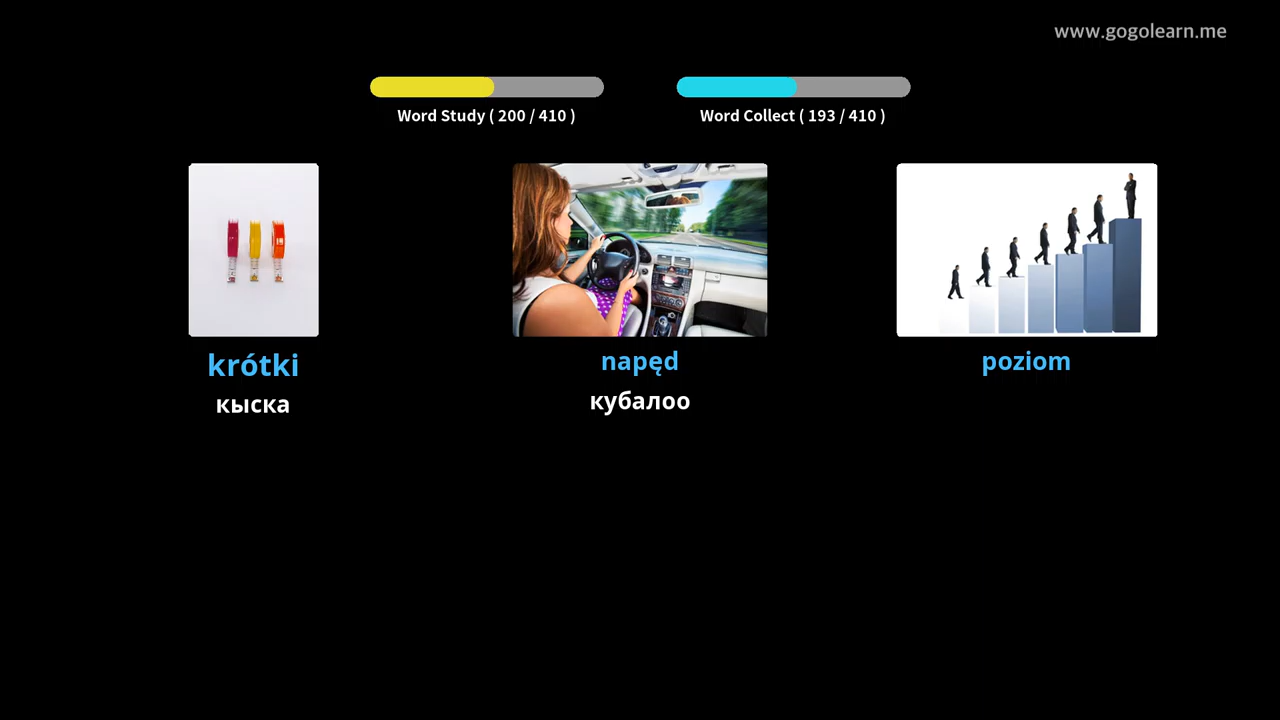 www.gogolearn.me
Word Study ( 200 / 410 )
Word Collect ( 193 / 410 )
krótki
кыска
napęd
кубалоо
poziom